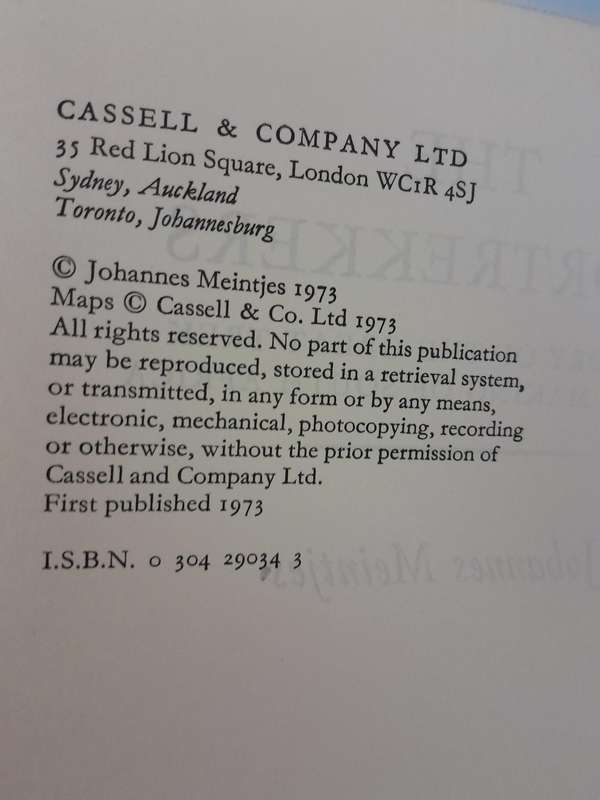 CASSELL & COMPANY LTD
35 Red Lion Square, London WC1R 4SJ
Sydney, Auckland
Toronto, Johannesburg
© Johannes Meintjes 1973
Maps © Cassell & Co. Ltd 1973
All rights reserved. No part of this publication
may be reproduced, stored in a retrieval system,
or transmitted, in any form or by any means,
electronic, mechanical, photocopying, recording
or otherwise, without the prior permission of
Cassell and Company Ltd.
First published 1973
I.S.B.N. 0 304 29034 3